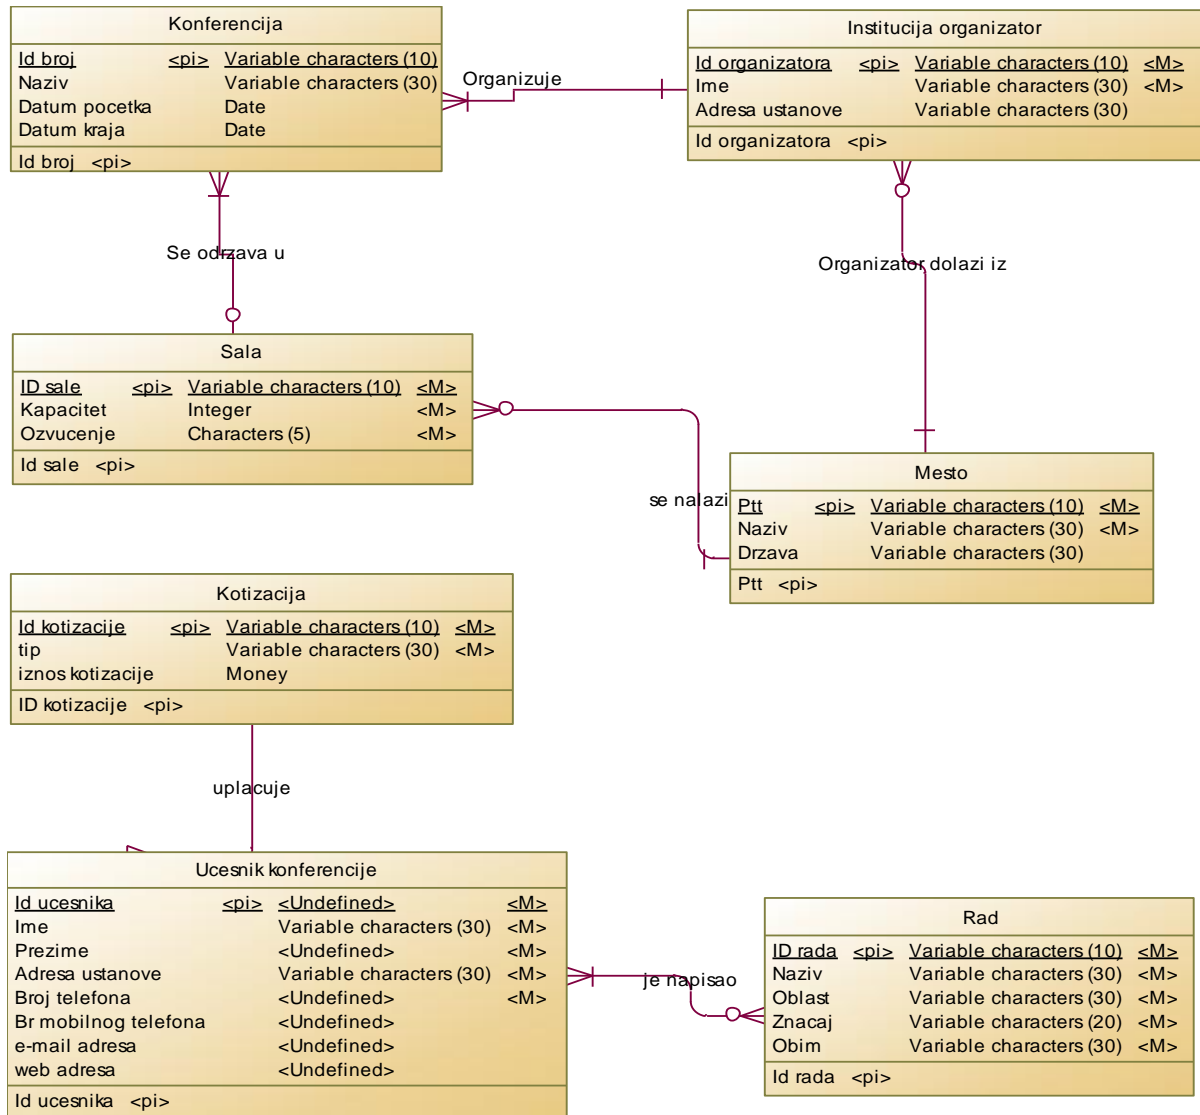 Konferencija
Id broj <pi> Variable characters (10)
Naziv Variable characters (30)
Datum pocetka Date
Datum kraja Date
Id broj <pi>
Organizuje
Institucija organizator
Id organizatora <pi> Variable characters (10) <M>
Ime Variable characters (30) <M>
Adresa ustanove Variable characters (30)
Id organizatora <pi>
Se odrzava u
Organizator dolazi iz
Sala
ID sale <pi> Variable characters (10) <M>
Kapacitet Integer <M>
Ozvucenje Characters (5) <M>
Id sale <pi>
se nalazi
Mesto
Ptt <pi> Variable characters (10) <M>
Naziv Variable characters (30) <M>
Drzava Variable characters (30)
Ptt <pi>
Kotizacija
Id kotizacije <pi> Variable characters (10) <M>
tip Variable characters (30) <M>
iznos kotizacije Money
ID kotizacije <pi>
uplacuje
Ucesnik konferencije
Id ucesnika <pi> <Undefined> <M>
Ime Variable characters (30) <M>
Prezime <Undefined> <M>
Adresa ustanove Variable characters (30) <M>
Broj telefona <Undefined> <M>
Br mobilnog telefona <Undefined>
e-mail adresa <Undefined>
web adresa <Undefined>
Id ucesnika <pi>
je napisao
Rad
ID rada <pi> Variable characters (10) <M>
Naziv Variable characters (30) <M>
Oblast Variable characters (30) <M>
Znacaj Variable characters (20) <M>
Obim Variable characters (30) <M>
Id rada <pi>